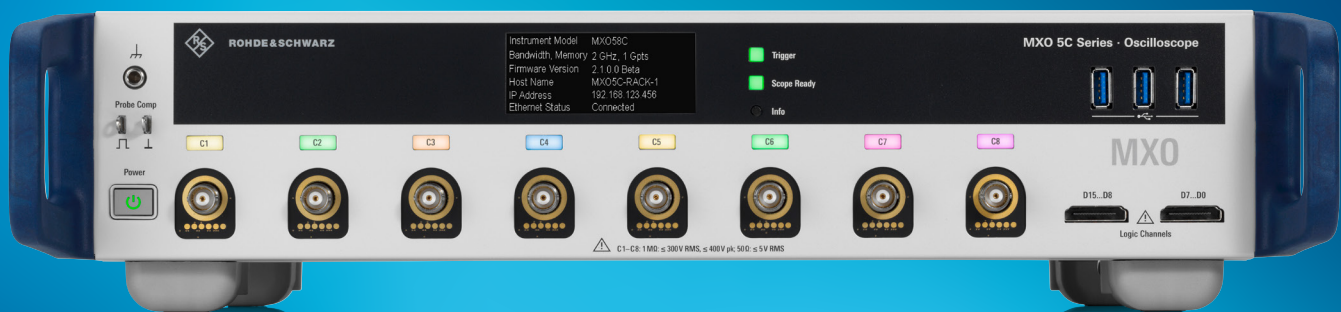 R S
ROHDE&SCHWARZ
Instrument Model MXO58C
Bandwidth, Memory 2 GHz, 1 Gpts
Firmware Version 2.1.0.0 Beta
Host Name MXO5C-RACK-1
IP Address 192.168.123.456
Ethernet Status Connected
Trigger
Scope Ready
Info
MXO 5C Series · Oscilloscope
Probe Comp
Power
C1
C2
C3
C4
C5
C6
C7
C8
MXO
D15...D8
D7...D0
Logic Channels
C1–C8: 1 MΩ: ≤ 300 V RMS, ≤ 400 V pk; 50 Ω: ≤ 5 V RMS